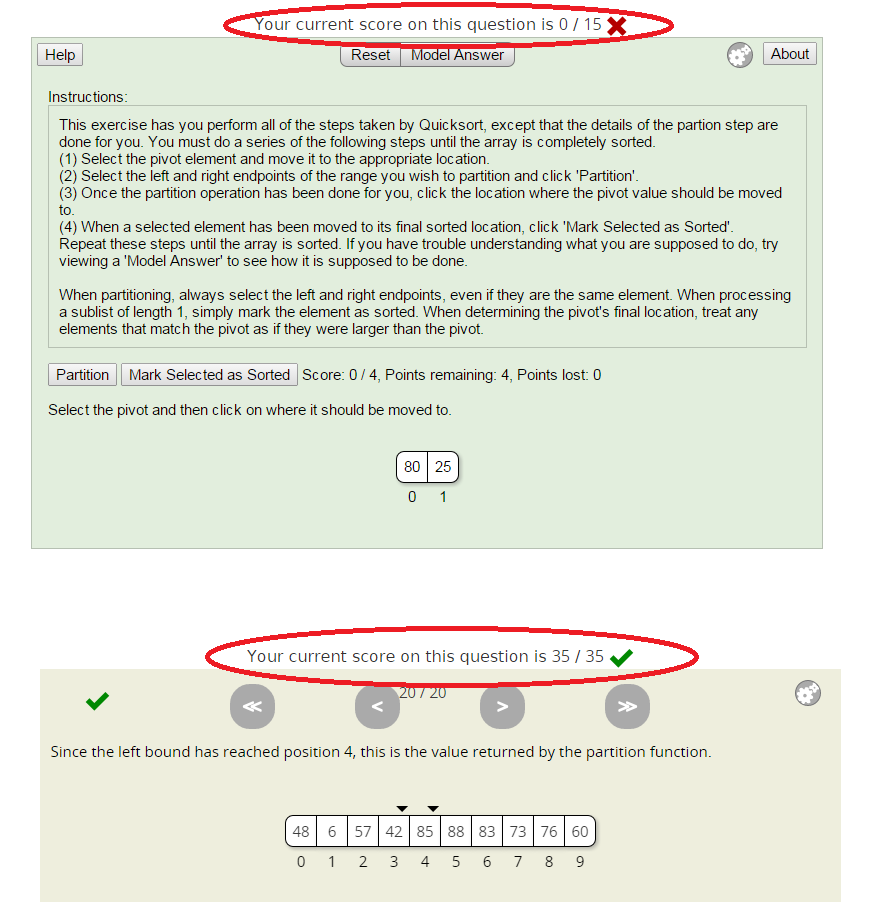 Your current score on this question is 0 / 15
Help
Reset
Model Answer
About
Instructions:
This exercise has you perform all of the steps taken by Quicksort, except that the details of the partion step are
done for you. You must do a series of the following steps until the array is completely sorted.
(1) Select the pivot element and move it to the appropriate location.
(2) Select the left and right endpoints of the range you wish to partition and click 'Partition'.
(3) Once the partition operation has been done for you, click the location where the pivot value should be moved
to.
(4) When a selected element has been moved to its final sorted location, click 'Mark Selected as Sorted'.
Repeat these steps until the array is sorted. If you have trouble understanding what you are supposed to do, try
viewing a 'Model Answer' to see how it is supposed to be done.
When partitioning, always select the left and right endpoints, even if they are the same element. When processing
a sublist of length 1, simply mark the element as sorted. When determining the pivot's final location, treat any
elements that match the pivot as if they were larger than the pivot.
Partition
Mark Selected as Sorted
Score: 0 / 4, Points remaining: 4, Points lost: 0
Select the pivot and then click on where it should be moved to.
80 25
0 1
Your current score on this question is 35 / 35
<< < 20 / 20 > >>
Since the left bound has reached position 4, this is the value returned by the partition function.
48 6 57 42 85 88 83 73 76 60
0 1 2 3 4 5 6 7 8 9